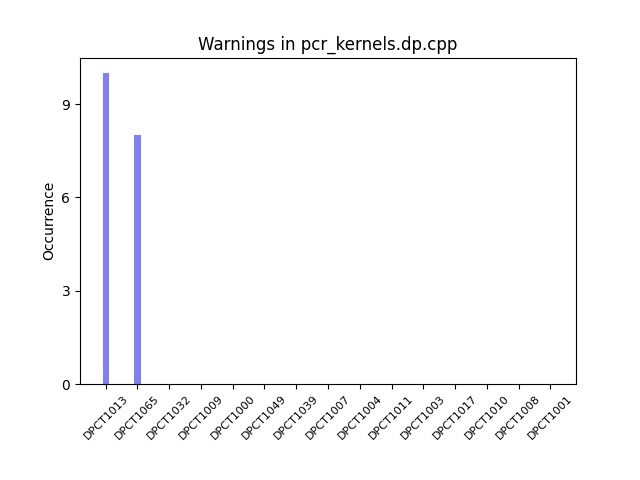 Warnings in pcr_kernels.dp.cpp
Occurrence
9
6
3
0
DPCT1013
DPCT1065
DPCT1032
DPCT1009
DPCT1000
DPCT1049
DPCT1039
DPCT1007
DPCT1004
DPCT1011
DPCT1003
DPCT1017
DPCT1010
DPCT1008
DPCT1001